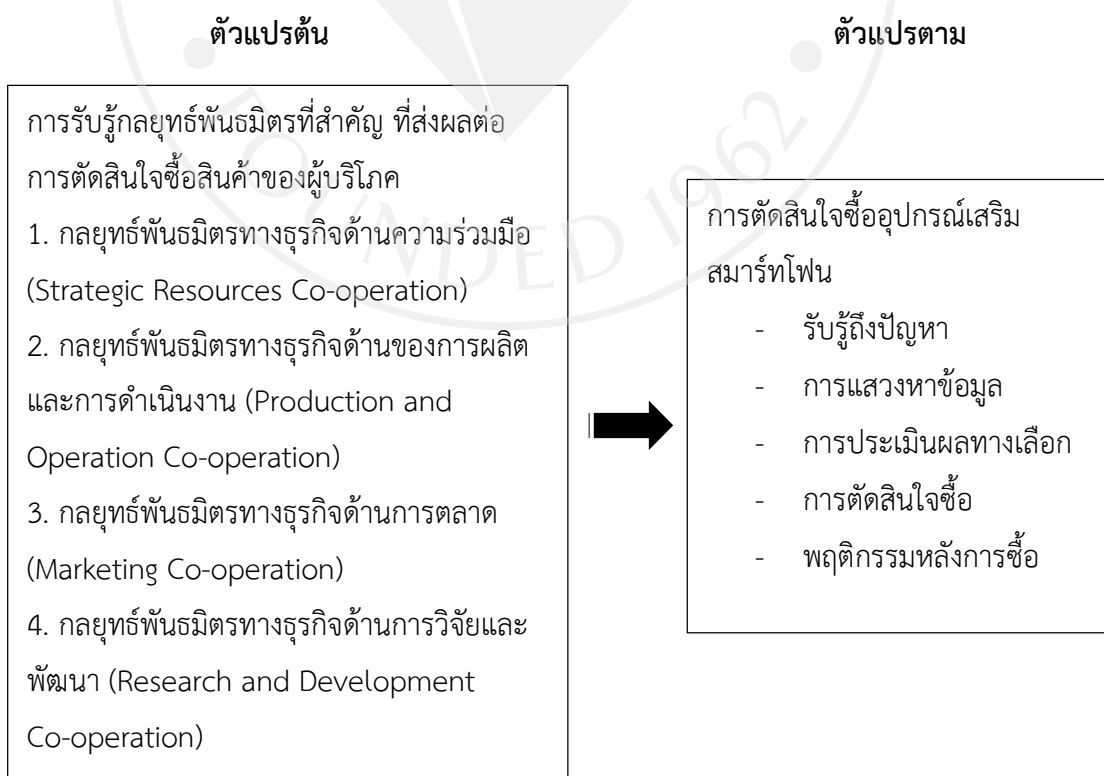 ตัวแปรต้น
ตัวแปรตาม
การรับรู้กลยุทธ์พันธมิตรที่สำคัญ ที่ส่งผลต่อ
การตัดสินใจซื้อสินค้าของผู้บริโภค
1. กลยุทธ์พันธมิตรทางธุรกิจด้านความร่วมมือ
(Strategic Resources Co-operation)
2. กลยุทธ์พันธมิตรทางธุรกิจด้านของการผลิต
และการดำเนินงาน (Production and
Operation Co-operation)
3. กลยุทธ์พันธมิตรทางธุรกิจด้านการตลาด
(Marketing Co-operation)
4. กลยุทธ์พันธมิตรทางธุรกิจด้านการวิจัยและ
พัฒนา (Research and Development
Co-operation)
การตัดสินใจซื้ออุปกรณ์เสริม
สมาร์ทโฟน
- รับรู้ถึงปัญหา
- การแสวงหาข้อมูล
- การประเมินผลทางเลือก
- การตัดสินใจซื้อ
- พฤติกรรมหลังการซื้อ
FOUNDED 1962